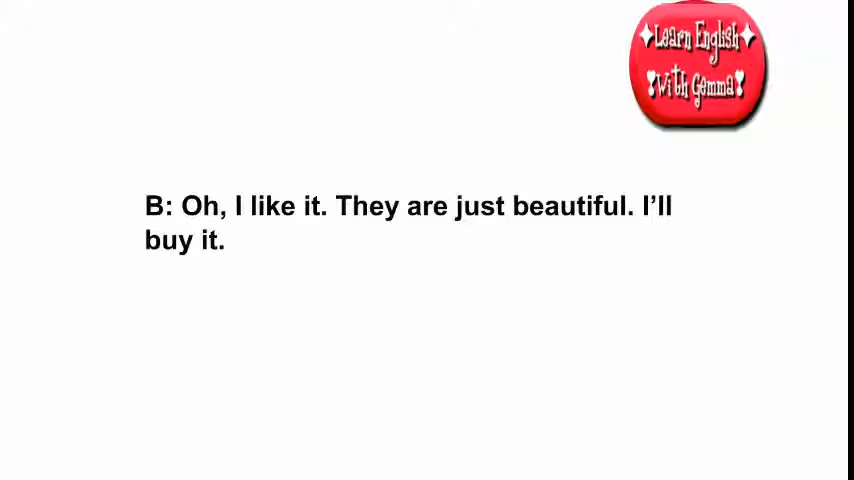 Learn English
With Gemma
B: Oh, I like it. They are just beautiful. I’ll
buy it.